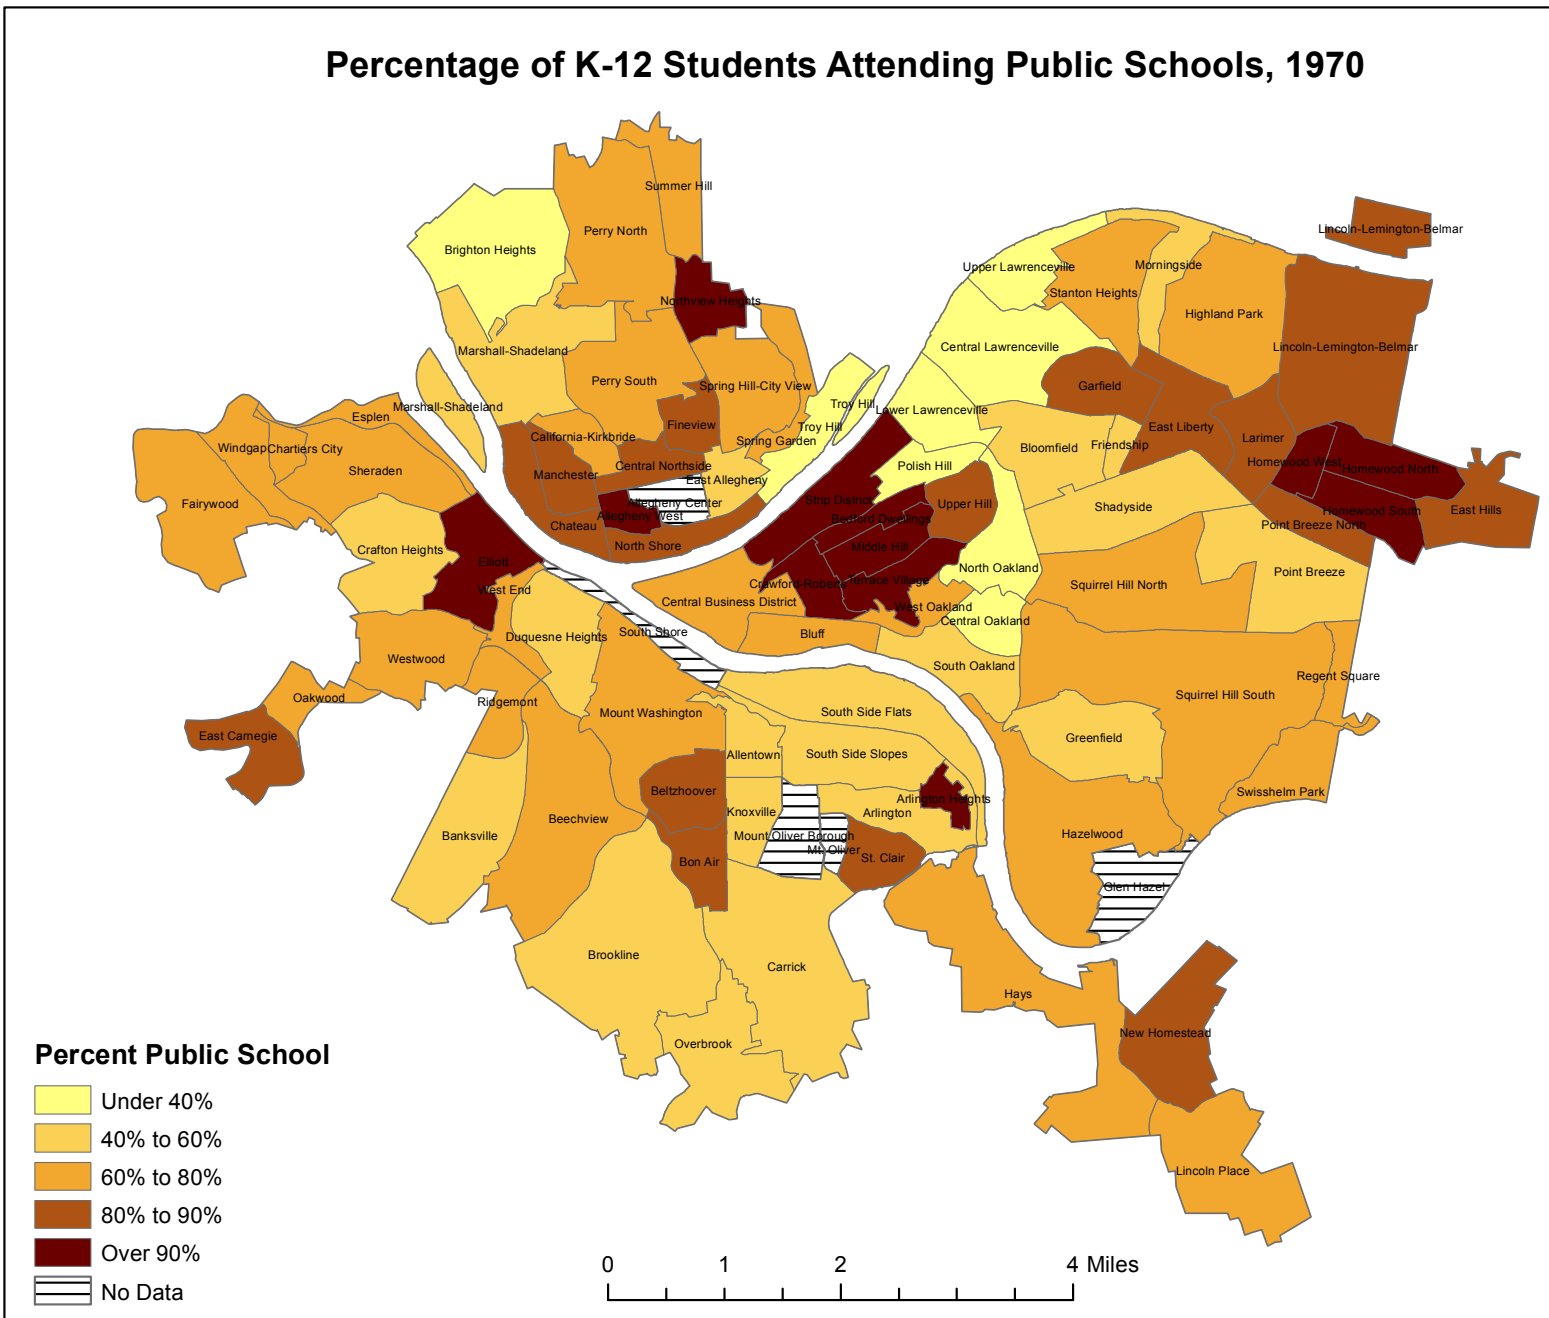 Percentage of K-12 Students Attending Public Schools, 1970
Summer Hill
Perry North
Brighton Heights
Lincoln-Lemington-Belmar
Upper Lawrenceville
Morningside
Stanton Heights
Northview Heights
Highland Park
Marshall-Shadeland
Central Lawrenceville
Lincoln-Lemington-Belmar
Perry South
Spring Hill-City View
Garfield
Marshall-Shadeland
Troy Hill
Lower Lawrenceville
Esplen
Fineview
Troy Hill
East Liberty
California-Kirkbride
Spring Garden
Larimer
Windgap
Chartiers City
Bloomfield
Friendship
Sheraden
Manchester
Central Northside
Polish Hill
Homewood West
Homewood North
East Allegheny
Fairywood
Allegheny Center
Strip District
Upper Hill
Shadyside
Allegheny West
Bedford Dwellings
Homewood South
East Hills
Chateau
Point Breeze North
North Shore
Middle Hill
Crafton Heights
Elliott
North Oakland
Point Breeze
West End
Crawford-Roberts
Terrace Village
Squirrel Hill North
Central Business District
West Oakland
Central Oakland
Duquesne Heights
South Shore
Bluff
Westwood
South Oakland
Regent Square
Oakwood
Ridgemont
Squirrel Hill South
Mount Washington
South Side Flats
East Carnegie
Greenfield
Allentown
South Side Slopes
Beltzhoover
Arlington Heights
Swisshelm Park
Knoxville
Arlington
Beechview
Banksville
Mount Oliver Borough
Hazelwood
Mt. Oliver
Bon Air
St. Clair
Glen Hazel
Brookline
Carrick
Hays
New Homestead
Overbrook
Lincoln Place
Percent Public School
Under 40%
40% to 60%
60% to 80%
80% to 90%
Over 90%
No Data
0 1 2 4 Miles